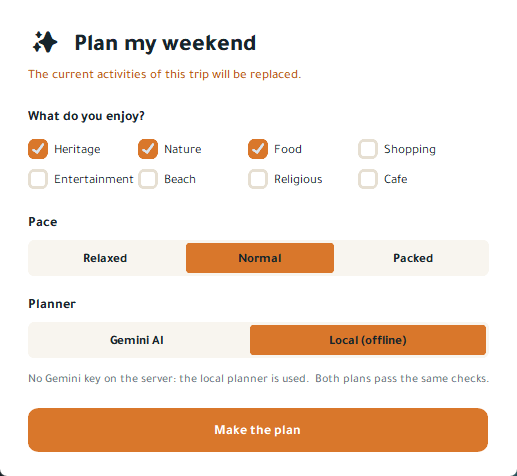 Plan my weekend
The current activities of this trip will be replaced.
What do you enjoy?
Heritage Nature Food Shopping
Entertainment Beach Religious Cafe
Pace
Relaxed Normal Packed
Planner
Gemini AI Local (offline)
No Gemini key on the server: the local planner is used. Both plans pass the same checks.
Make the plan